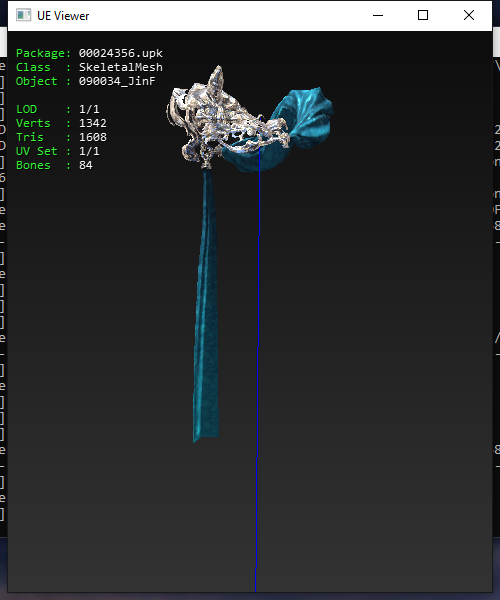 UE Viewer
Package: 00024356.upk
Class  : SkeletalMesh
Object : 090034_JinF
LOD    : 1/1
Verts  : 1342
Tris   : 1608
UV Set : 1/1
Bones  : 84